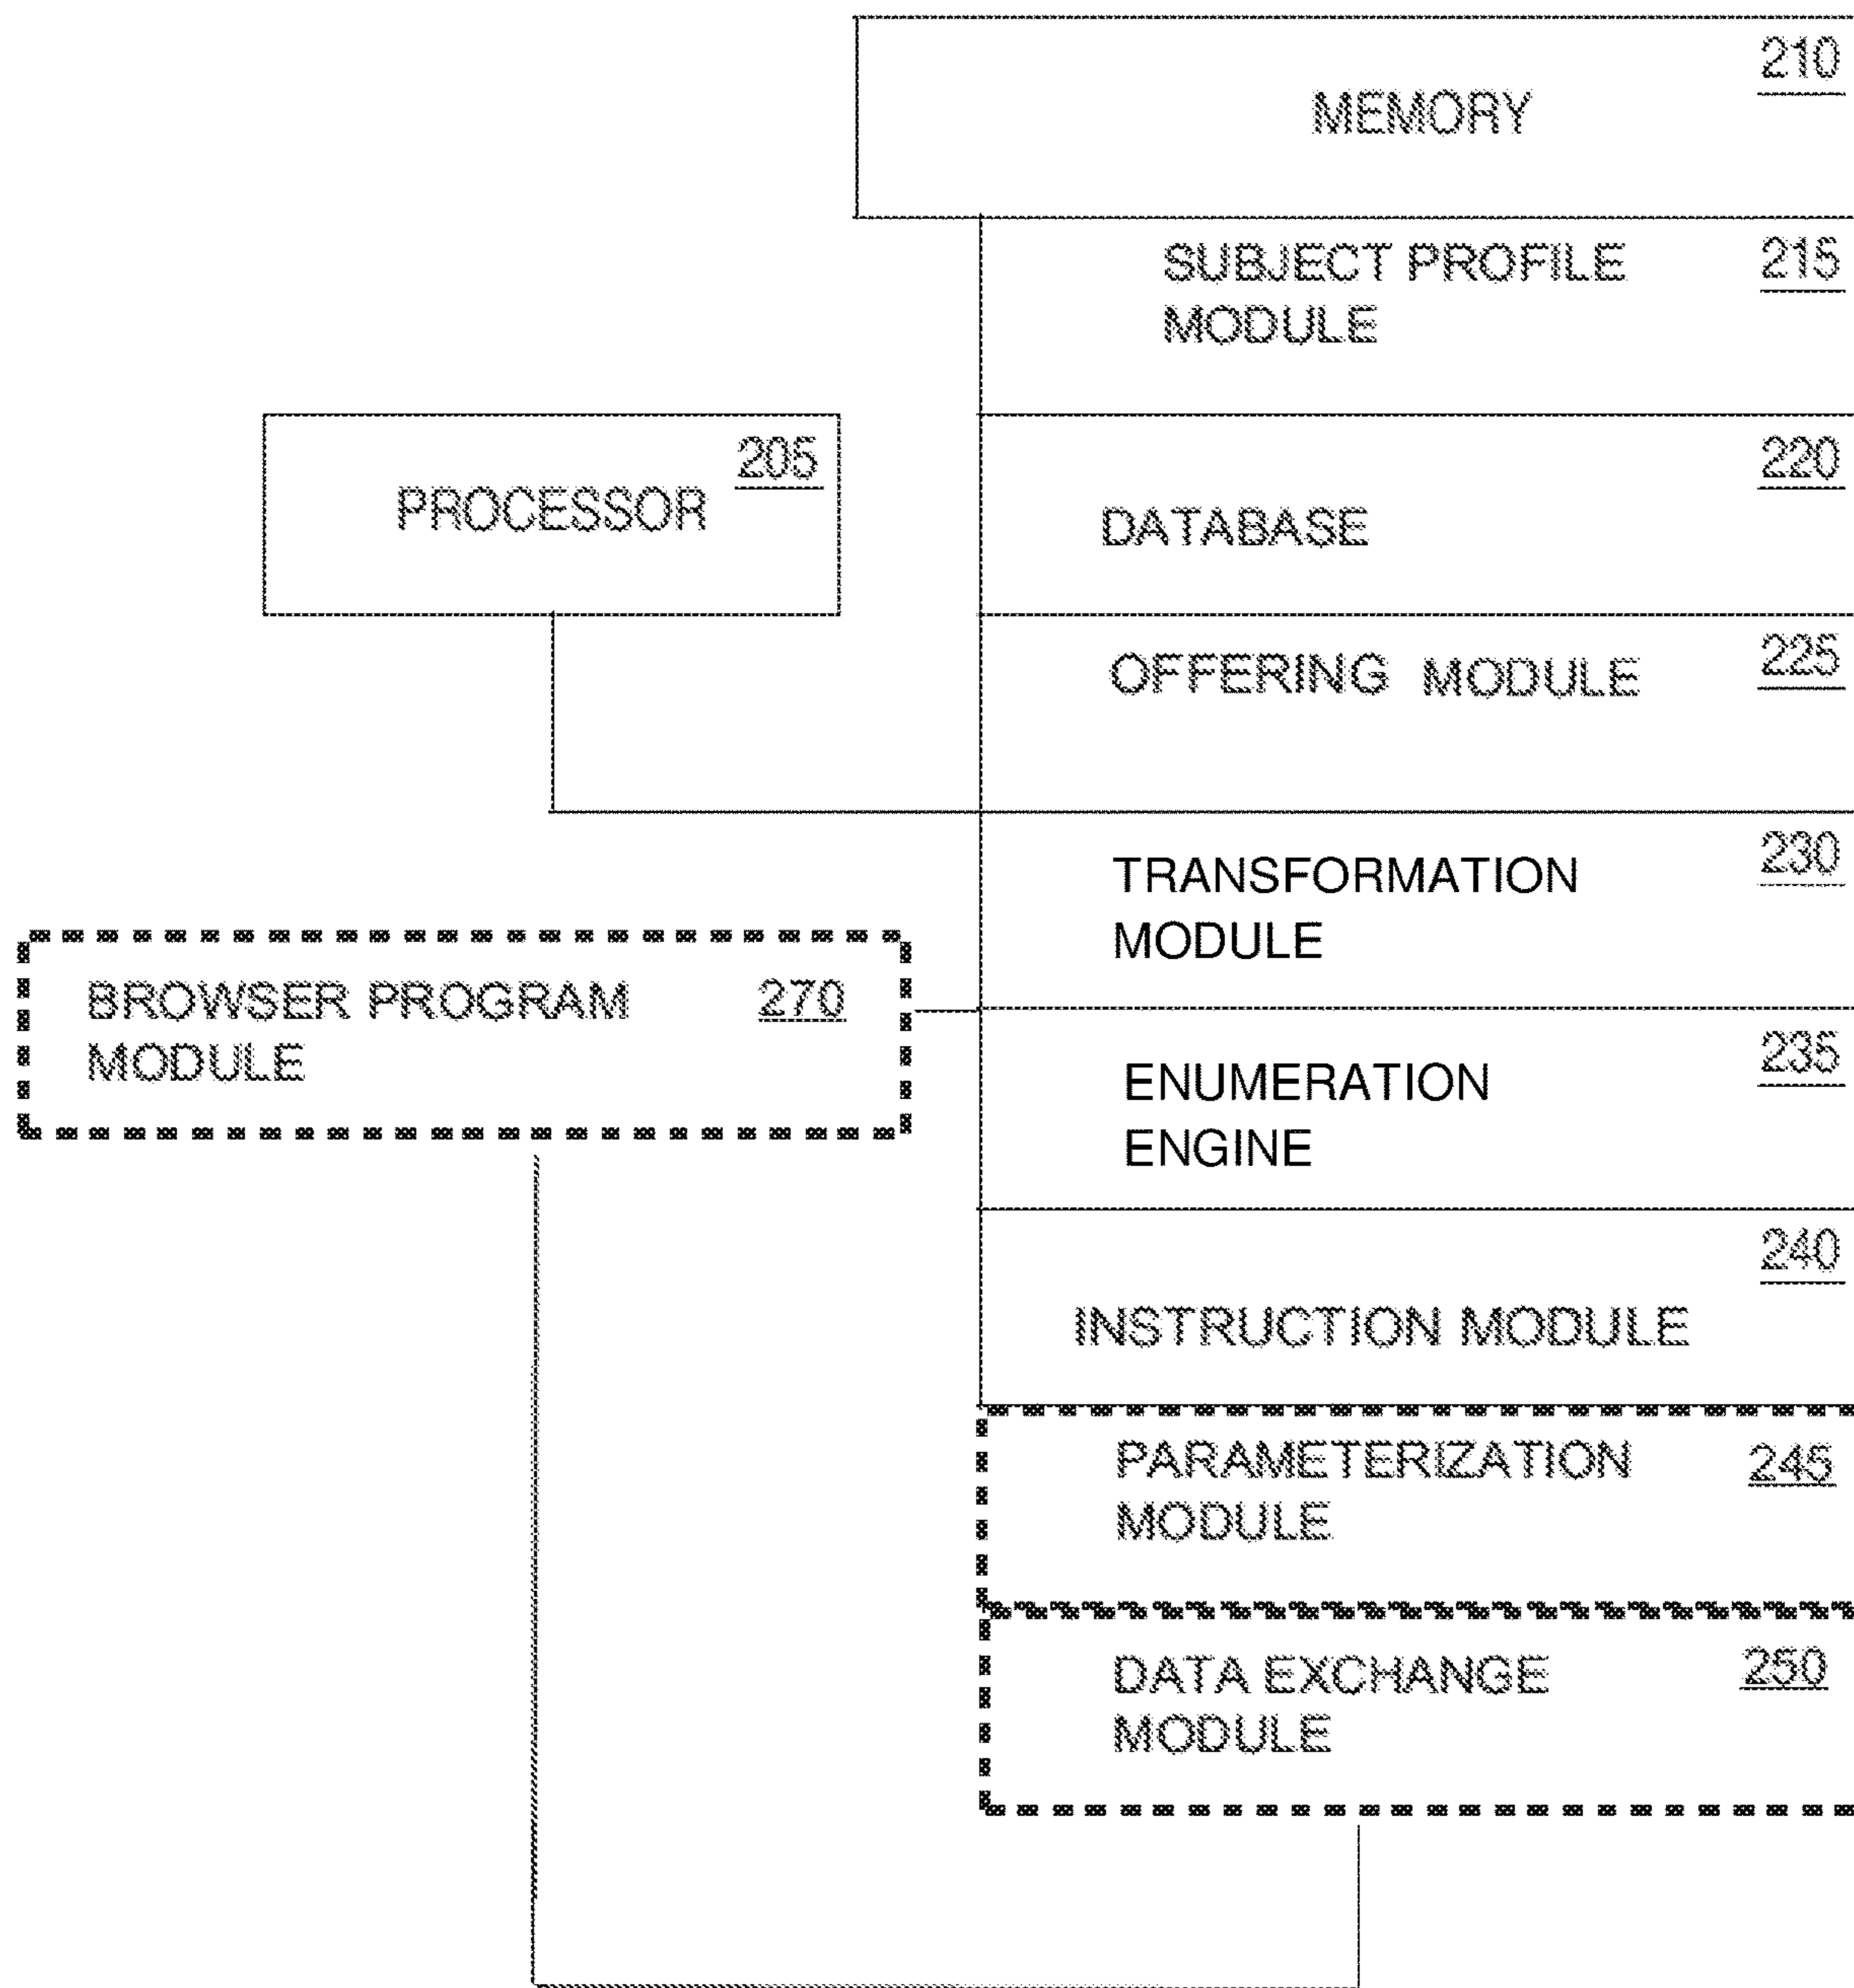 210
MEMORY
SUBJECT PROFILE 215
MODULE
205
PROCESSOR
220
DATABASE
225
OFFERING MODULE
230
TRANSFORMATION
MODULE
BROWSER PROGRAM 270
MODULE
235
ENUMERATION
ENGINE
240
INSTRUCTION MODULE
PARAMETERIZATION 245
MODULE
DATA EXCHANGE 250
MODULE